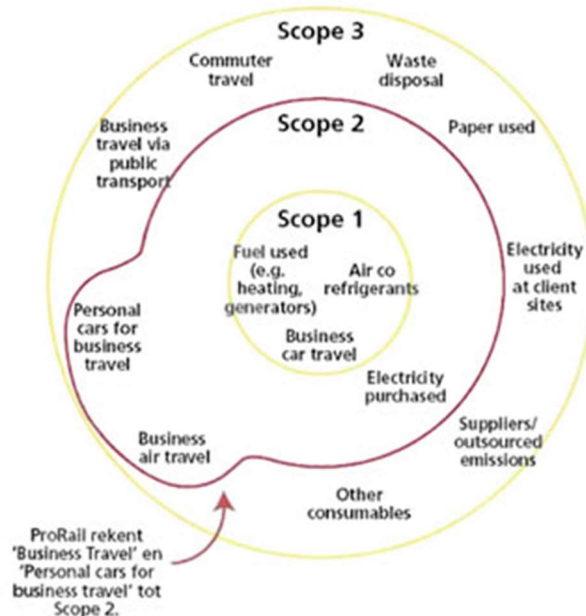 Scope 3
Commuter
travel
Waste
disposal
Business
travel via
public
transport
Scope 2
Paper used
Scope 1
Fuel used
(e.g.
heating,
generators)
Air co
refrigerants
Business
car travel
Electricity
used
at client
sites
Personal
cars for
business
travel
Electricity
purchased
Business
air travel
Suppliers/
outsourced
emissions
Other
consumables
ProRail rekent
'Business Travel' en
'Personal cars for
business travel' tot
Scope 2.